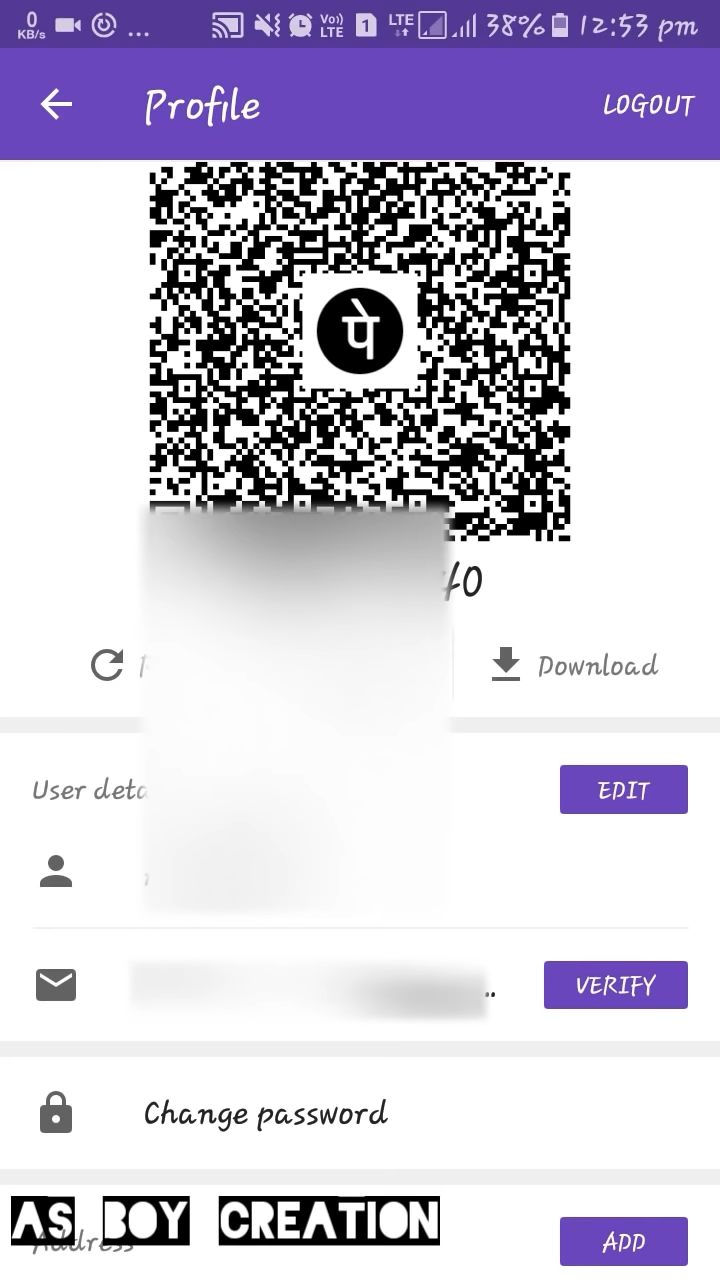 0 KB/s ... Vo)) LTE 1 LTE 38% 12:53 pm
Profile LOGOUT
पे
40
Download
User deta EDIT
.. VERIFY
Change password
AS BOY CREATION
Address ADD